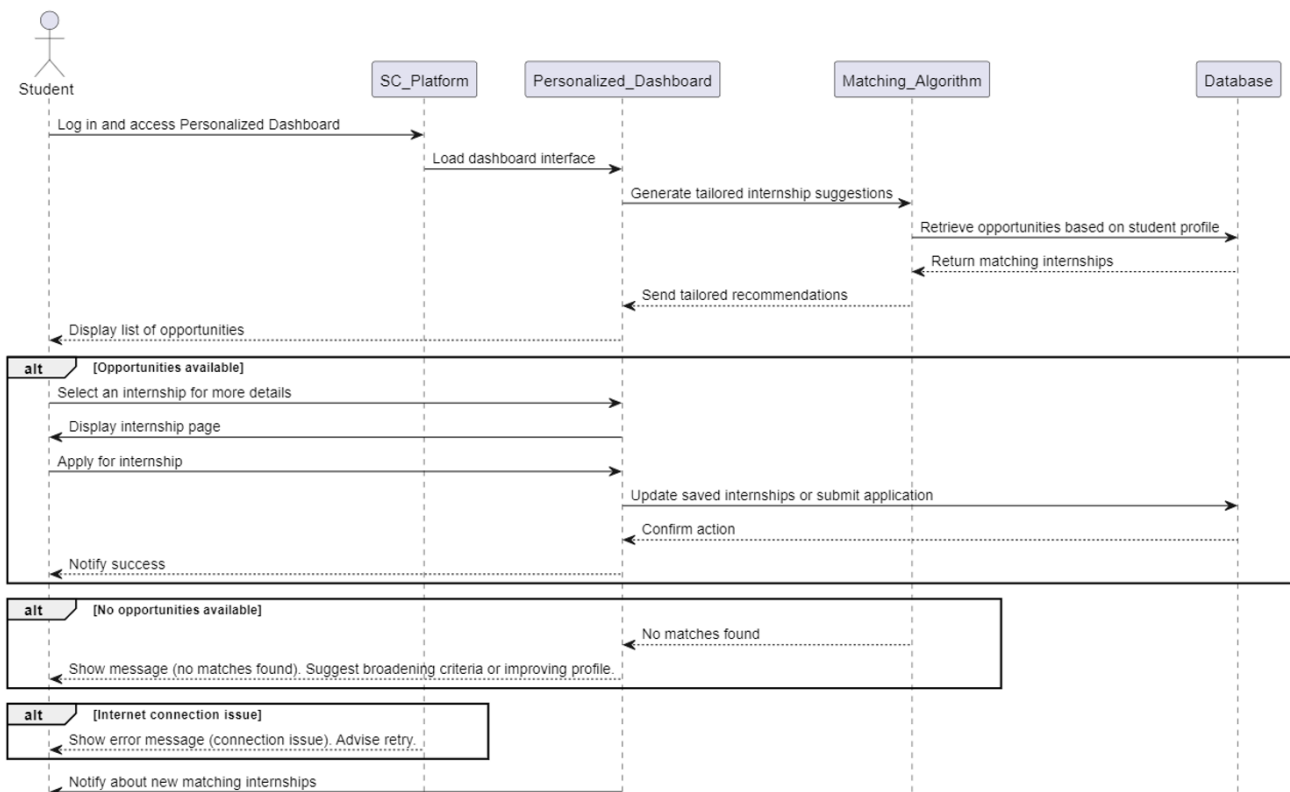 Student
SC_Platform
Personalized_Dashboard
Matching_Algorithm
Database
Log in and access Personalized Dashboard
Load dashboard interface
Generate tailored internship suggestions
Retrieve opportunities based on student profile
Return matching internships
Send tailored recommendations
Display list of opportunities
alt [Opportunities available]
Select an internship for more details
Display internship page
Apply for internship
Update saved internships or submit application
Confirm action
Notify success
alt [No opportunities available]
No matches found
Show message (no matches found). Suggest broadening criteria or improving profile.
alt [Internet connection issue]
Show error message (connection issue). Advise retry.
Notify about new matching internships